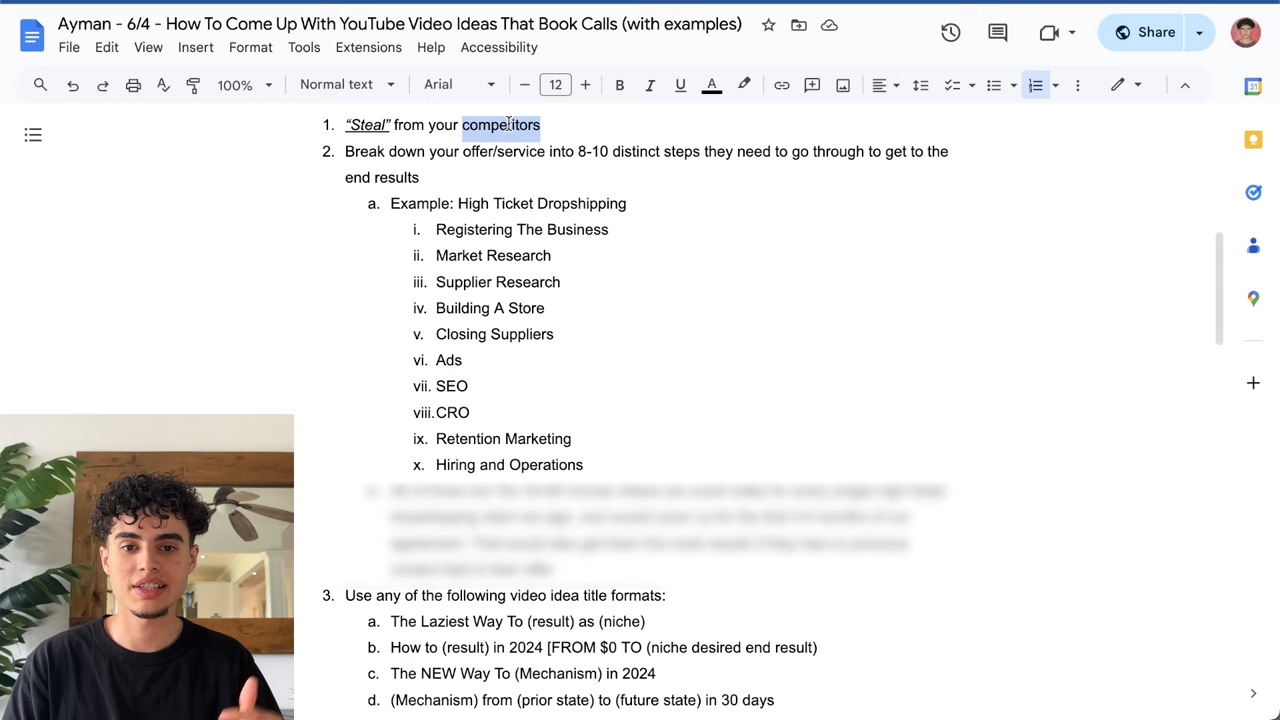 Ayman - 6/4 - How To Come Up With YouTube Video Ideas That Book Calls (with examples)
File Edit View Insert Format Tools Extensions Help Accessibility
Share
100% Normal text Arial 12 B I U A
31
1. “Steal” from your competitors
2. Break down your offer/service into 8-10 distinct steps they need to go through to get to the
end results
a. Example: High Ticket Dropshipping
i. Registering The Business
ii. Market Research
iii. Supplier Research
iv. Building A Store
v. Closing Suppliers
vi. Ads
vii. SEO
viii. CRO
ix. Retention Marketing
x. Hiring and Operations
3. Use any of the following video idea title formats:
a. The Laziest Way To (result) as (niche)
b. How to (result) in 2024 [FROM $0 TO (niche desired end result)
c. The NEW Way To (Mechanism) in 2024
d. (Mechanism) from (prior state) to (future state) in 30 days